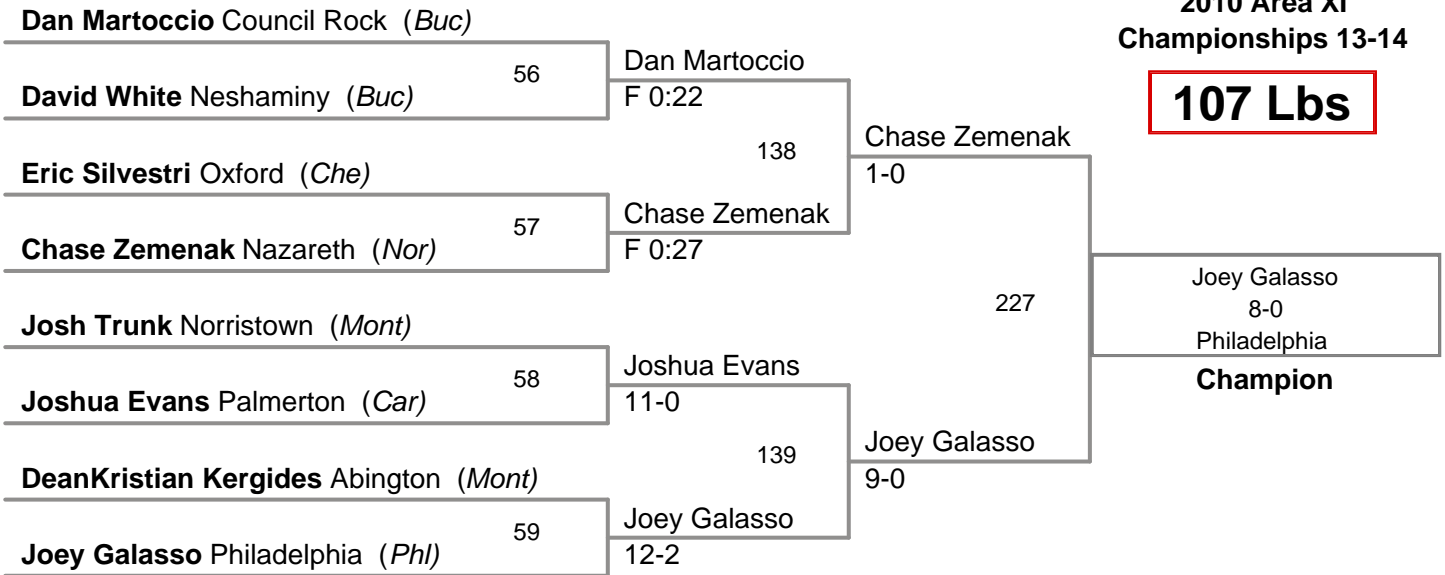 Dan Martoccio Council Rock (Buc)
2010 Area XI
Championships 13-14
107 Lbs
56
Dan Martoccio
F 0:22
David White Neshaminy (Buc)
138
Chase Zemenak
1-0
Eric Silvestri Oxford (Che)
57
Chase Zemenak
F 0:27
Chase Zemenak Nazareth (Nor)
227
Joey Galasso
8-0
Philadelphia
Champion
Josh Trunk Norristown (Mont)
58
Joshua Evans
11-0
Joshua Evans Palmerton (Car)
139
Joey Galasso
9-0
DeanKristian Kergides Abington (Mont)
59
Joey Galasso
12-2
Joey Galasso Philadelphia (Phl)